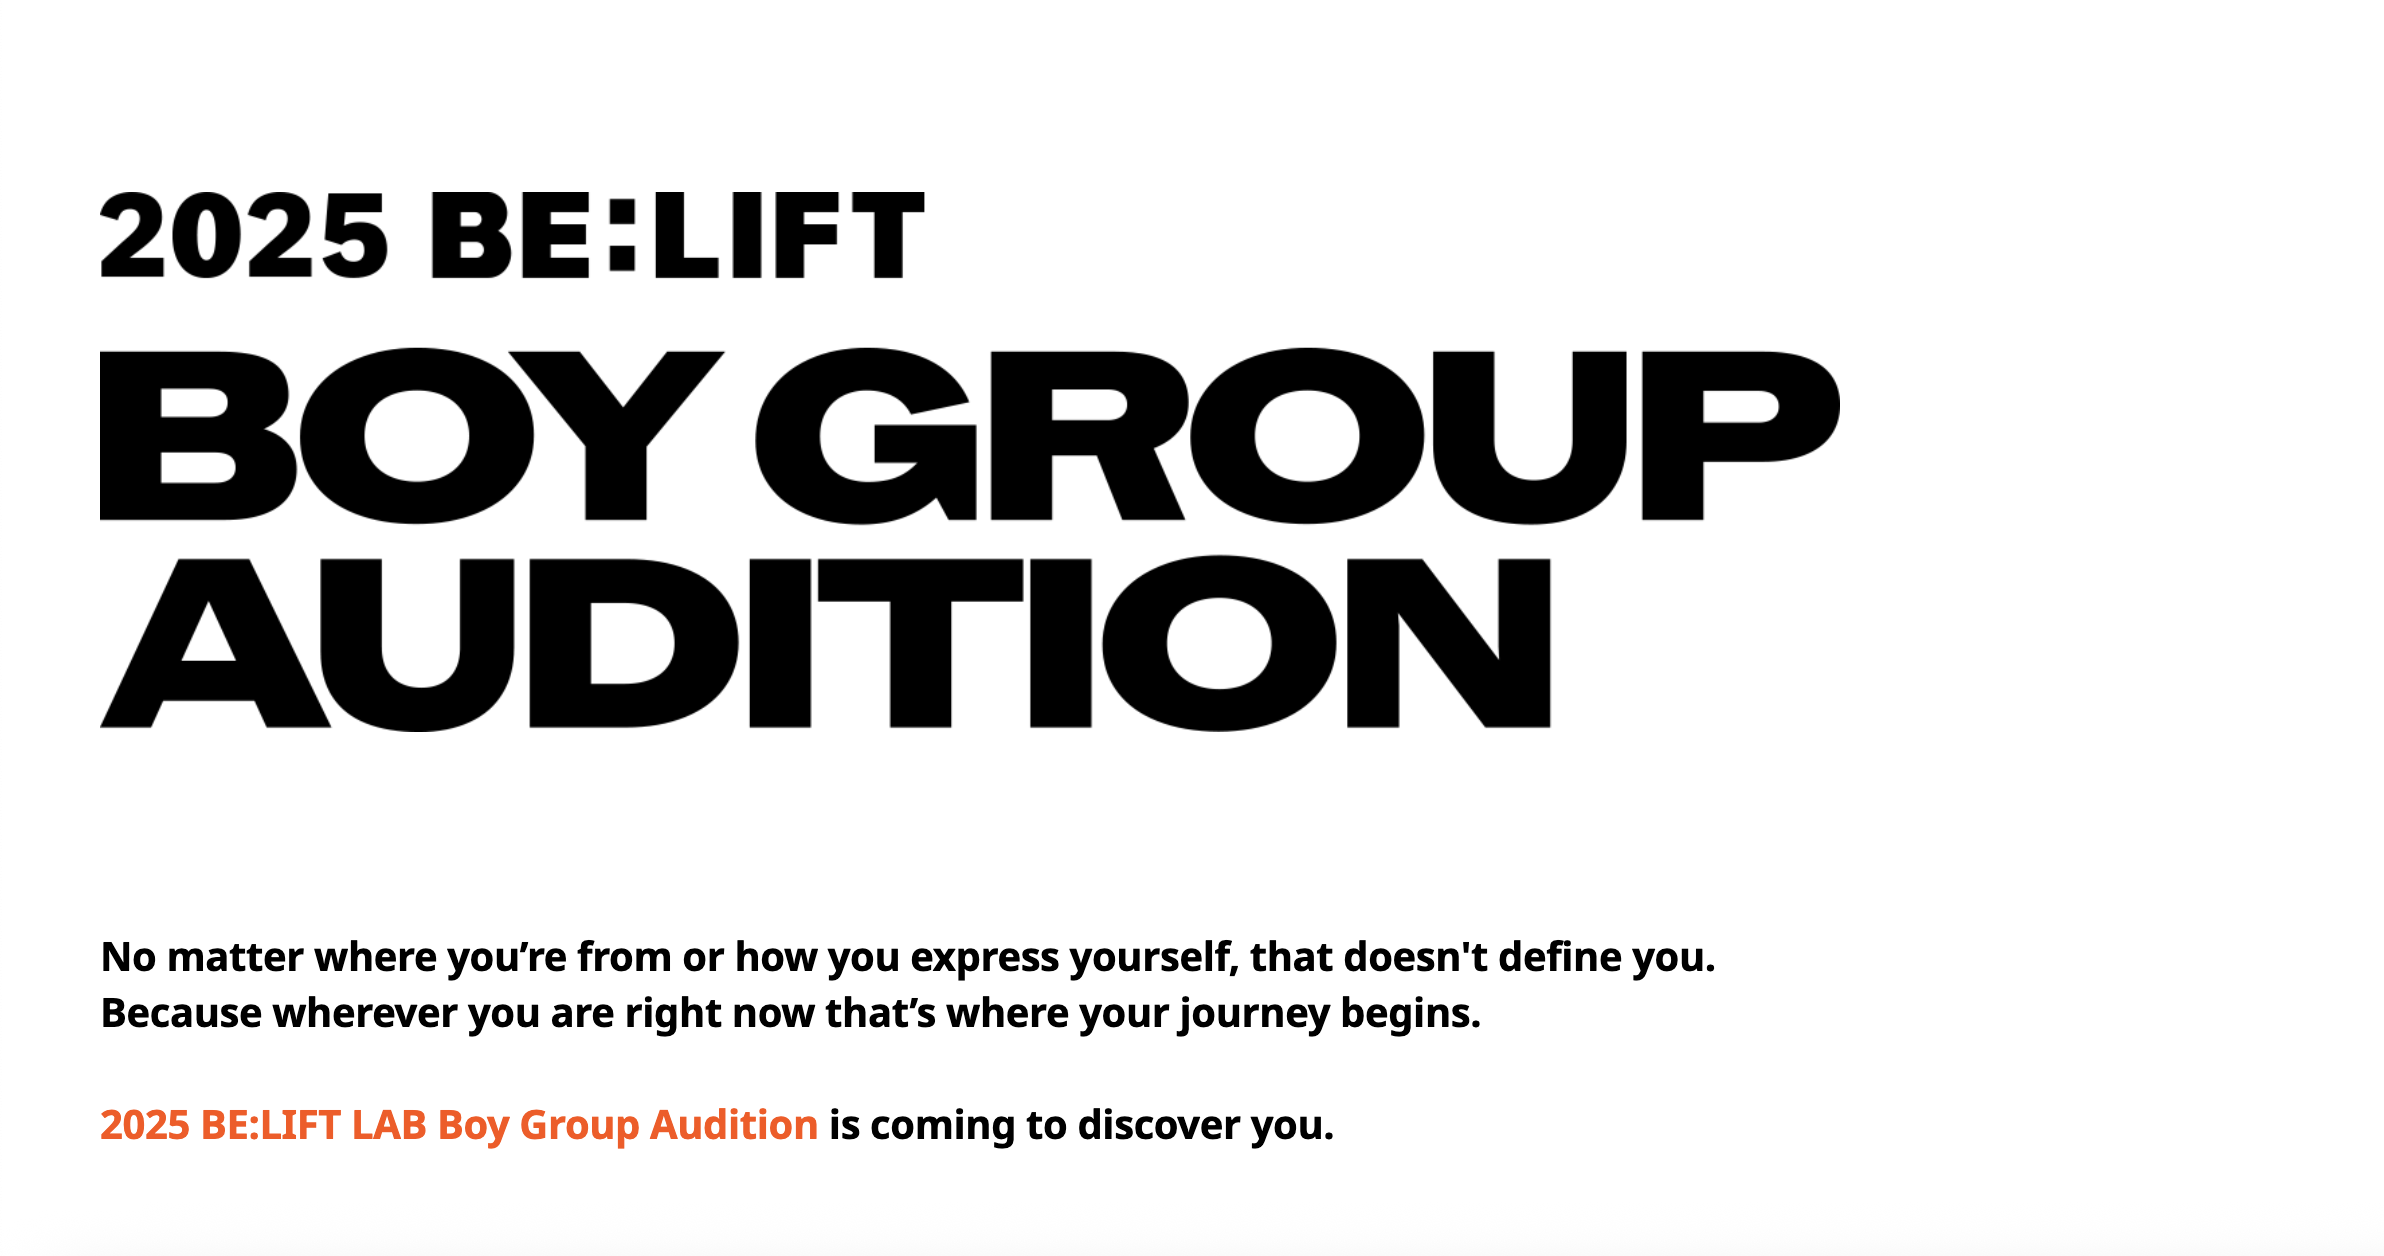 2025 BE:LIFT
BOY GROUP
AUDITION
No matter where you’re from or how you express yourself, that doesn't define you.
Because wherever you are right now that’s where your journey begins.
2025 BE:LIFT LAB Boy Group Audition is coming to discover you.